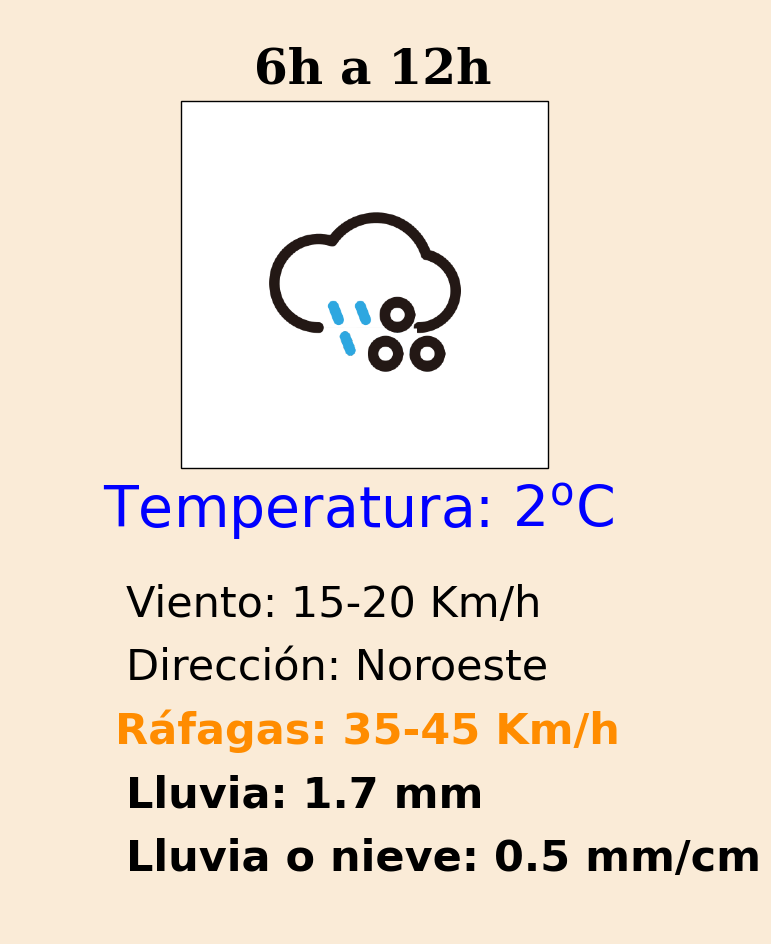 6h a 12h
Temperatura: 2ºC
Viento: 15-20 Km/h
Dirección: Noroeste
Ráfagas: 35-45 Km/h
Lluvia: 1.7 mm
Lluvia o nieve: 0.5 mm/cm